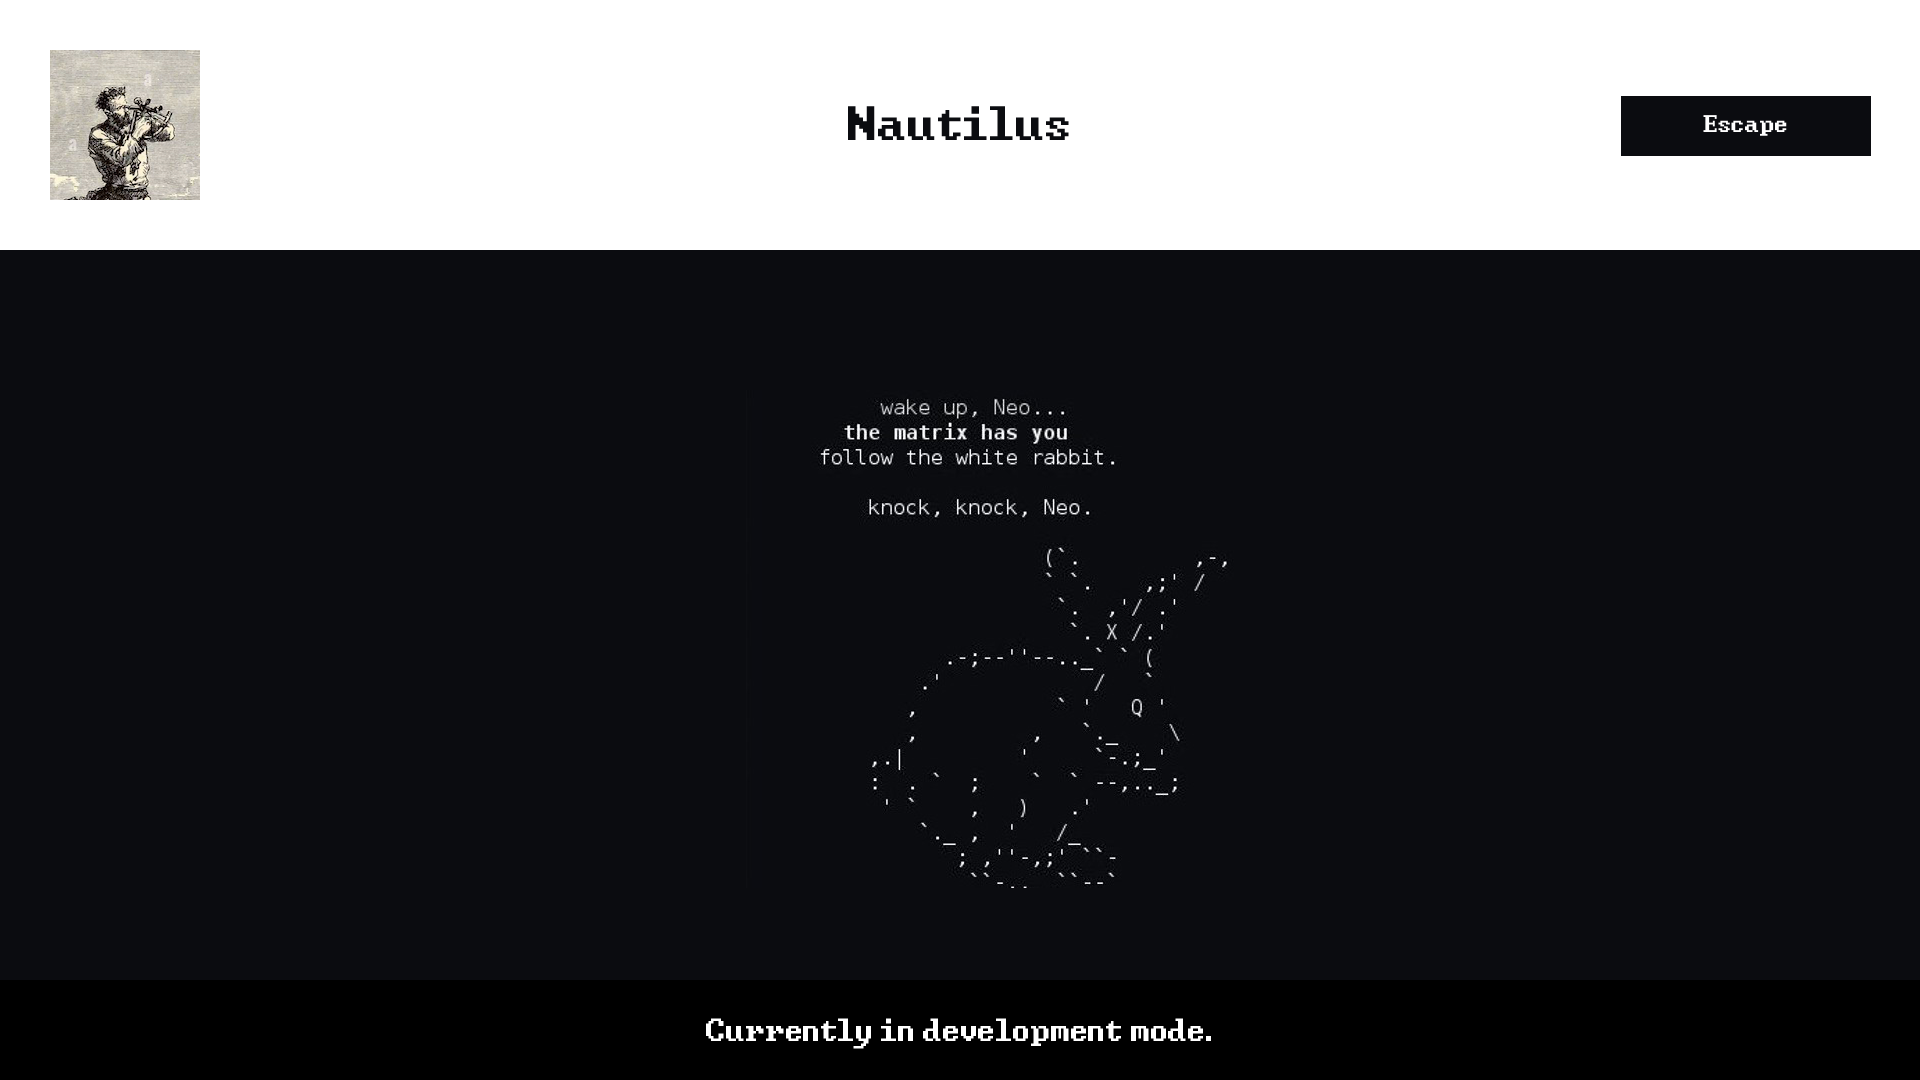 Nautilus
Escape
wake up, Neo...
the matrix has you
follow the white rabbit.
knock, knock, Neo.
Currently in development mode.